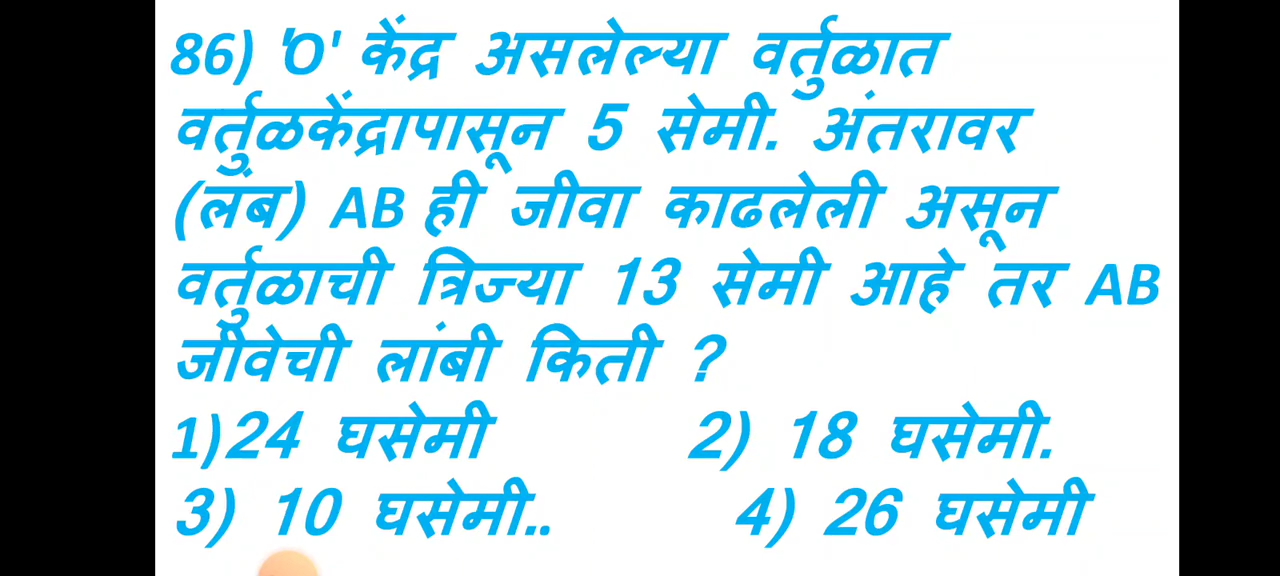 86) 'O' केंद्र असलेल्या वर्तुळात
वर्तुळकेंद्रापासून 5 सेमी. अंतरावर
(लंब) AB ही जीवा काढलेली असून
वर्तुळाची त्रिज्या 13 सेमी आहे तर AB
जीवेची लांबी किती ?
1)24 घसेमी 2) 18 घसेमी.
3) 10 घसेमी.. 4) 26 घसेमी